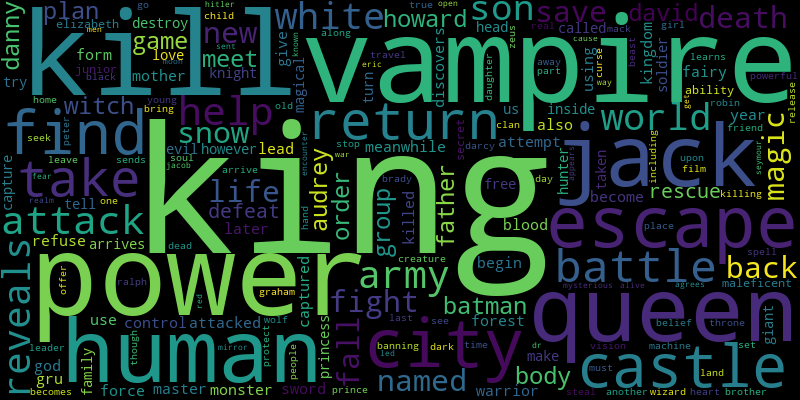 danny plan destroy elizabeth go hitler men child
kill
vampire
white son save david death
howard head called mack real true open girl
game new meet form love mother junior black knight try
give sent known turn magical along eric travel
discovers zeus daughter using cause curse away part way
kingdom soldier fairy beast learns ability powerful robin
find witch help return world jack magic
home young bring old snow us inside also year friend release
seek peter evil however lead stop meanwhile attempt clan secret darcy
take leave sends soul jacob arrive war encounter
king
life audrey order group father brady free day hunter taken rescue
become including upon film killing seymour get
attack tell one fear realm defeat later hand killed blood appears
escape place spell
refuse arrives dead creature begin
reveals power captured army battle back
offer ralph graham red fight batman forest mysterious alive agrees maleficent
human control attacked fall city queen
use though wolf protect princess last see belief throne giant
leader god family mirror people banning dark time dr make vision machine set
gru becomes force master monster sword prince led named warrior body
castle must steal another wizard land heart brother